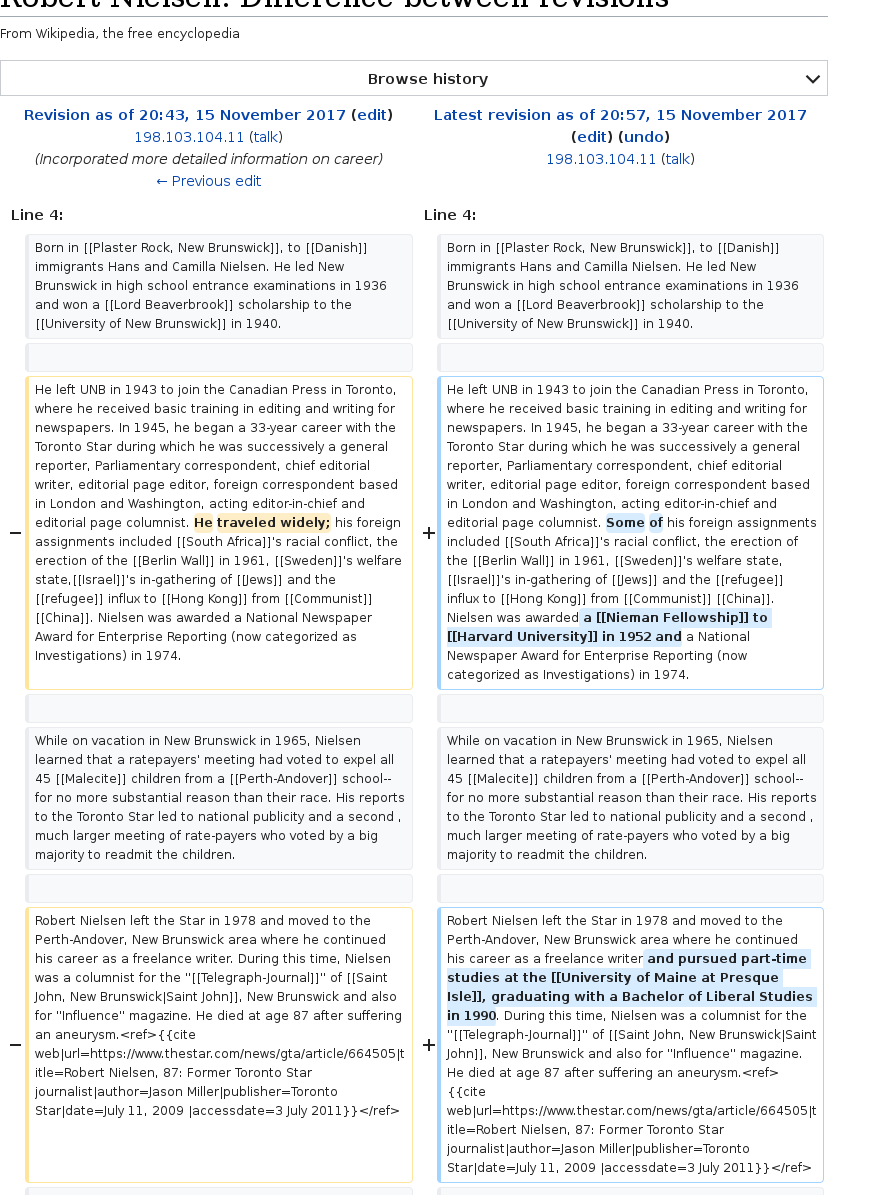 Robert Nielsen: Difference between revisions
From Wikipedia, the free encyclopedia
Browse history
Revision as of 20:43, 15 November 2017 (edit)
198.103.104.11 (talk)
(Incorporated more detailed information on career)
← Previous edit
Latest revision as of 20:57, 15 November 2017
(edit) (undo)
198.103.104.11 (talk)
Line 4:
Line 4:
Born in [[Plaster Rock, New Brunswick]], to [[Danish]]
immigrants Hans and Camilla Nielsen. He led New
Brunswick in high school entrance examinations in 1936
and won a [[Lord Beaverbrook]] scholarship to the
[[University of New Brunswick]] in 1940.
Born in [[Plaster Rock, New Brunswick]], to [[Danish]]
immigrants Hans and Camilla Nielsen. He led New
Brunswick in high school entrance examinations in 1936
and won a [[Lord Beaverbrook]] scholarship to the
[[University of New Brunswick]] in 1940.
−
He left UNB in 1943 to join the Canadian Press in Toronto,
where he received basic training in editing and writing for
newspapers. In 1945, he began a 33-year career with the
Toronto Star during which he was successively a general
reporter, Parliamentary correspondent, chief editorial
writer, editorial page editor, foreign correspondent based
in London and Washington, acting editor-in-chief and
editorial page columnist. He traveled widely; his foreign
assignments included [[South Africa]]'s racial conflict, the
erection of the [[Berlin Wall]] in 1961, [[Sweden]]'s welfare
state,[[Israel]]'s in-gathering of [[Jews]] and the
[[refugee]] influx to [[Hong Kong]] from [[Communist]]
[[China]]. Nielsen was awarded a National Newspaper
Award for Enterprise Reporting (now categorized as
Investigations) in 1974.
+
He left UNB in 1943 to join the Canadian Press in Toronto,
where he received basic training in editing and writing for
newspapers. In 1945, he began a 33-year career with the
Toronto Star during which he was successively a general
reporter, Parliamentary correspondent, chief editorial
writer, editorial page editor, foreign correspondent based
in London and Washington, acting editor-in-chief and
editorial page columnist. Some of his foreign assignments
included [[South Africa]]'s racial conflict, the erection of
the [[Berlin Wall]] in 1961, [[Sweden]]'s welfare state,
[[Israel]]'s in-gathering of [[Jews]] and the [[refugee]]
influx to [[Hong Kong]] from [[Communist]] [[China]].
Nielsen was awarded a [[Nieman Fellowship]] to
[[Harvard University]] in 1952 and a National
Newspaper Award for Enterprise Reporting (now
categorized as Investigations) in 1974.
While on vacation in New Brunswick in 1965, Nielsen
learned that a ratepayers' meeting had voted to expel all
45 [[Malecite]] children from a [[Perth-Andover]] school--
for no more substantial reason than their race. His reports
to the Toronto Star led to national publicity and a second ,
much larger meeting of rate-payers who voted by a big
majority to readmit the children.
While on vacation in New Brunswick in 1965, Nielsen
learned that a ratepayers' meeting had voted to expel all
45 [[Malecite]] children from a [[Perth-Andover]] school--
for no more substantial reason than their race. His reports
to the Toronto Star led to national publicity and a second ,
much larger meeting of rate-payers who voted by a big
majority to readmit the children.
−
Robert Nielsen left the Star in 1978 and moved to the
Perth-Andover, New Brunswick area where he continued
his career as a freelance writer. During this time, Nielsen
was a columnist for the ''[[Telegraph-Journal]]'' of [[Saint
John, New Brunswick|Saint John]], New Brunswick and also
for ''Influence'' magazine. He died at age 87 after suffering
an aneurysm.<ref>{{cite
web|url=https://www.thestar.com/news/gta/article/664505|t
itle=Robert Nielsen, 87: Former Toronto Star
journalist|author=Jason Miller|publisher=Toronto
Star|date=July 11, 2009 |accessdate=3 July 2011}}</ref>
+
Robert Nielsen left the Star in 1978 and moved to the
Perth-Andover, New Brunswick area where he continued
his career as a freelance writer and pursued part-time
studies at the [[University of Maine at Presque
Isle]], graduating with a Bachelor of Liberal Studies
in 1990. During this time, Nielsen was a columnist for the
''[[Telegraph-Journal]]'' of [[Saint John, New Brunswick|Saint
John]], New Brunswick and also for ''Influence'' magazine.
He died at age 87 after suffering an aneurysm.<ref>
{{cite
web|url=https://www.thestar.com/news/gta/article/664505|t
itle=Robert Nielsen, 87: Former Toronto Star
journalist|author=Jason Miller|publisher=Toronto
Star|date=July 11, 2009 |accessdate=3 July 2011}}</ref>